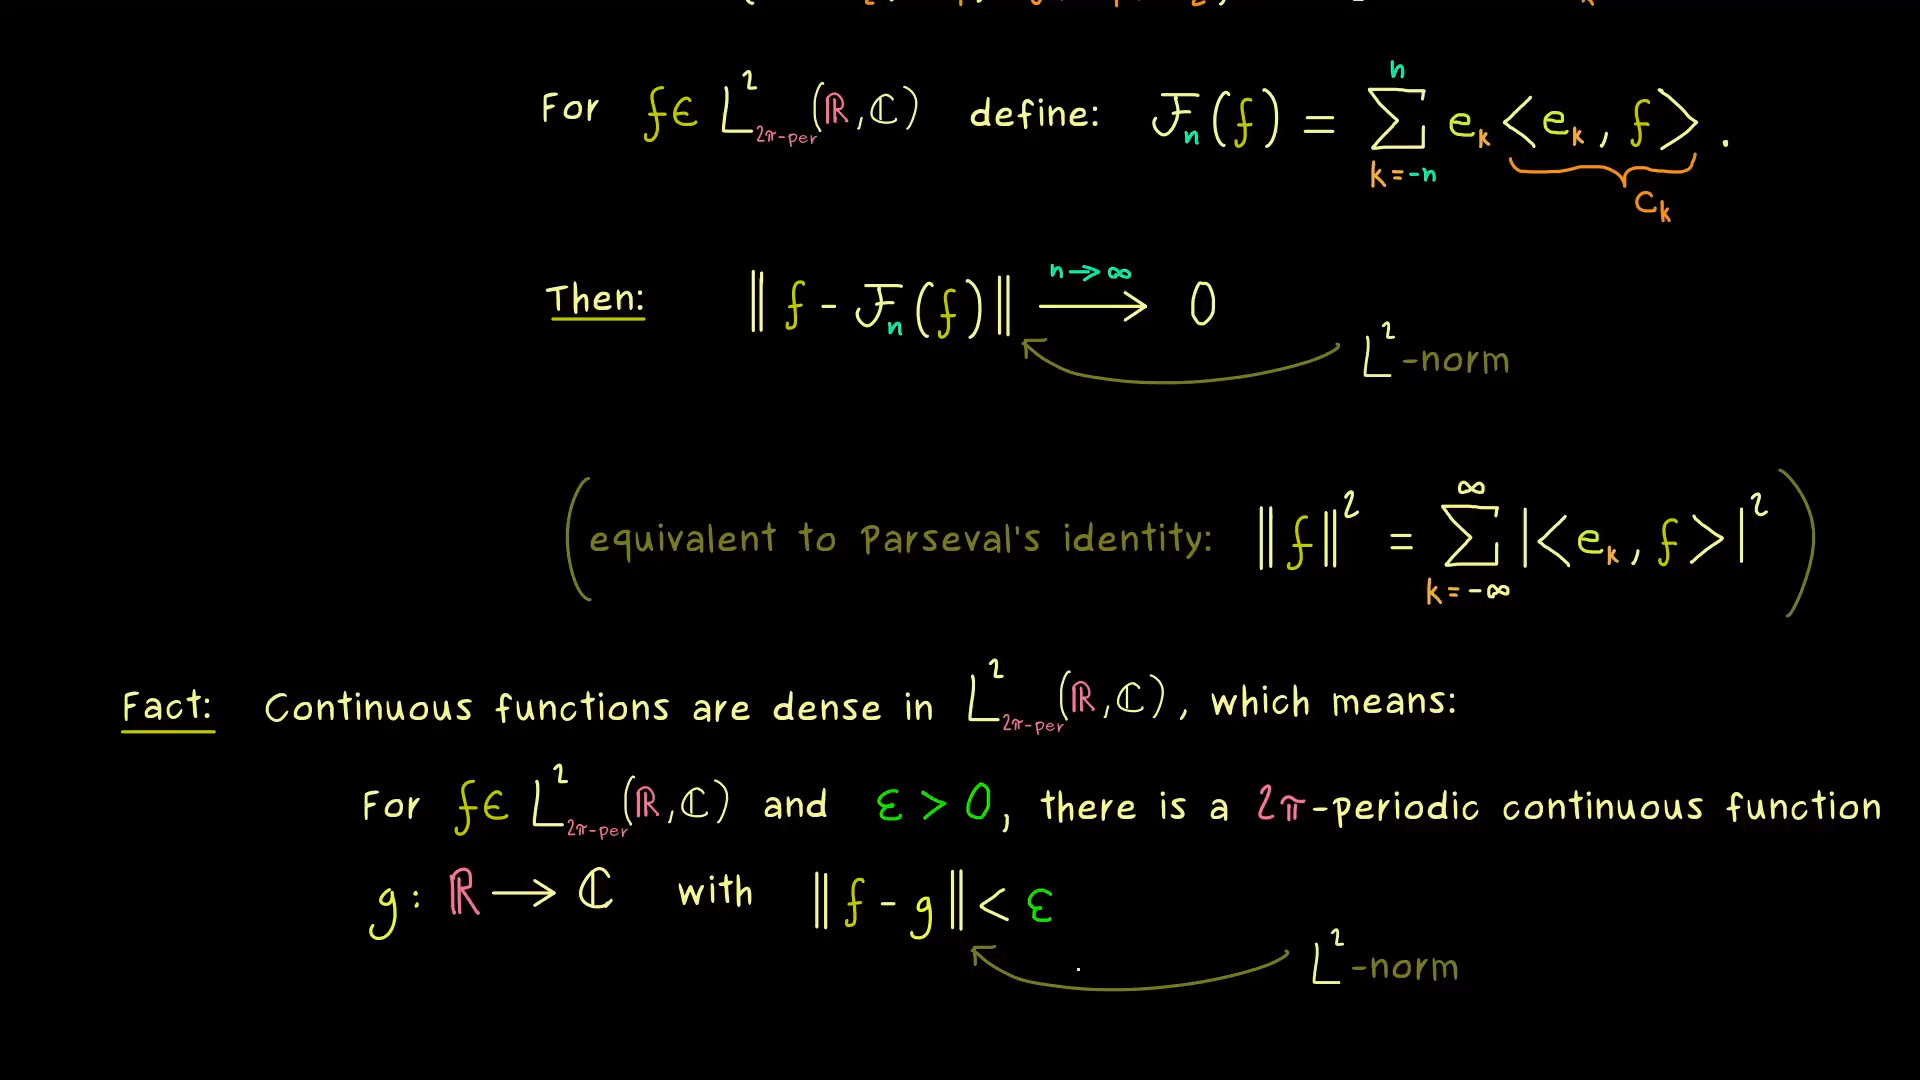 For f ∈ L²_{2π-per}(ℝ, ℂ) define: ℱ_n(f) = ∑_{k=-n}^{n} e_k <e_k, f>.
c_k
Then: ‖f - ℱ_n(f)‖ ⟶ 0 (n→∞)
L²-norm
(equivalent to Parseval's identity: ‖f‖² = ∑_{k=-∞}^{∞} |<e_k, f>|²)
Fact: Continuous functions are dense in L²_{2π-per}(ℝ, ℂ), which means:
For f ∈ L²_{2π-per}(ℝ, ℂ) and ε > 0, there is a 2π-periodic continuous function
g: ℝ ⟶ ℂ with ‖f - g‖ < ε
L²-norm